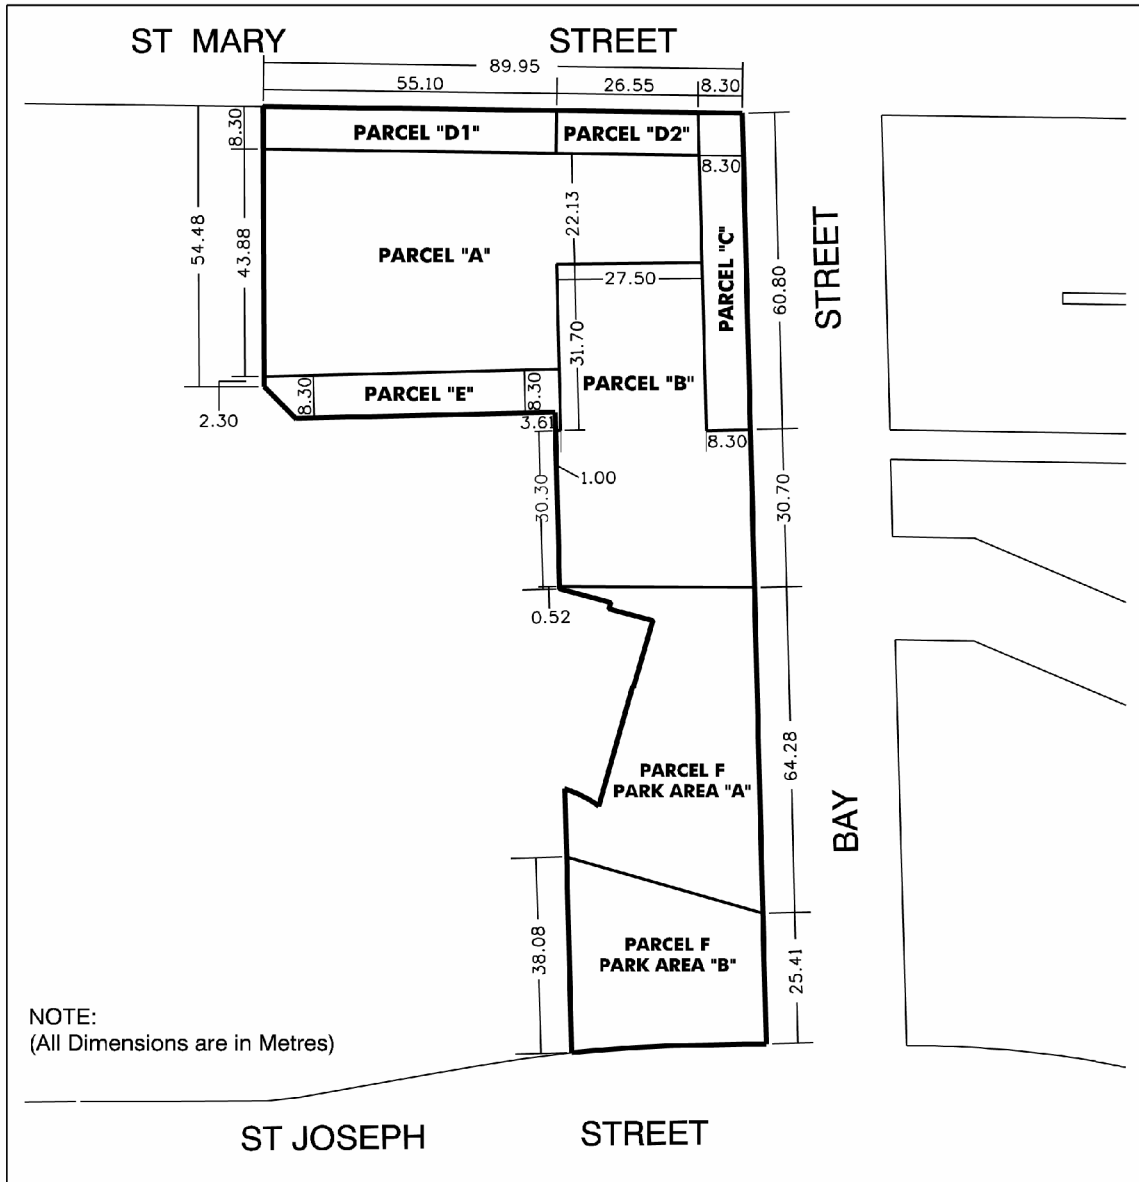 ST MARY STREET
89.95
55.10 26.55 8.30
8.30
PARCEL "D1" PARCEL "D2"
8.30
22.13
54.48
43.88
PARCEL "A"
PARCEL "C"
STREET
27.50
60.80
31.70
8.30
PARCEL "E"
8.30
PARCEL "B"
2.30
3.61
8.30
1.00
30.30
30.70
0.52
PARCEL F
PARK AREA "A"
64.28
BAY
38.08
PARCEL F
PARK AREA "B"
25.41
NOTE:
(All Dimensions are in Metres)
ST JOSEPH STREET